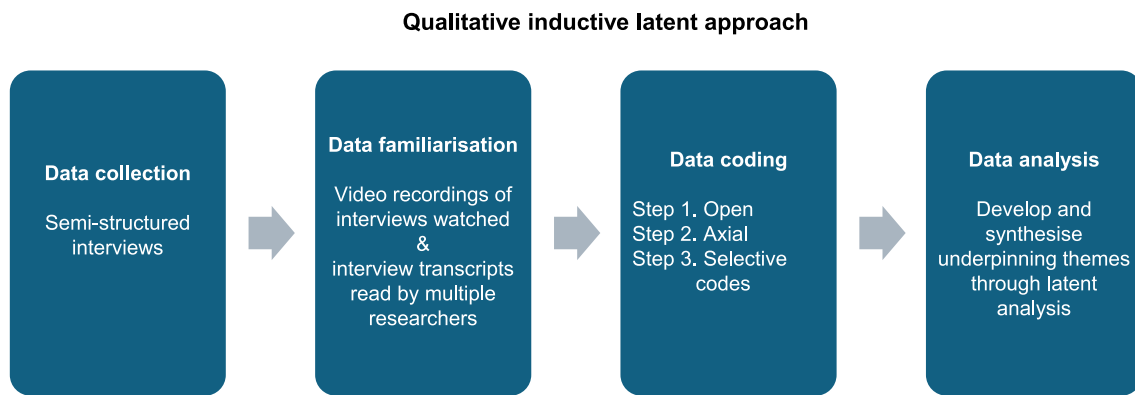 Qualitative inductive latent approach
Data collection
Semi-structured
interviews
Data familiarisation
Video recordings of
interviews watched
&
interview transcripts
read by multiple
researchers
Data coding
Step 1. Open
Step 2. Axial
Step 3. Selective
codes
Data analysis
Develop and
synthesise
underpinning themes
through latent
analysis